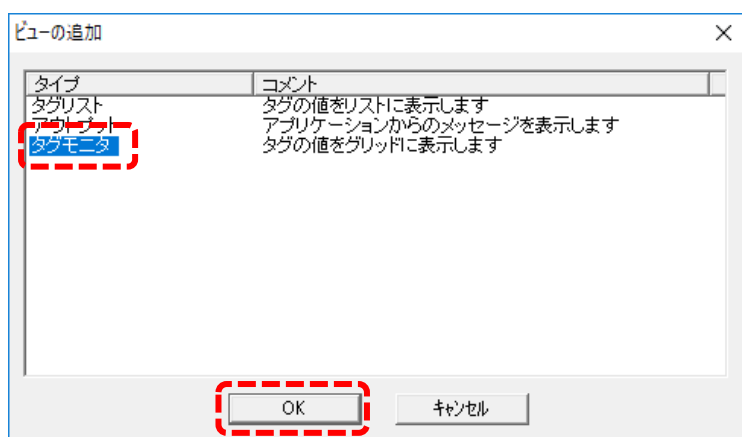 ビューの追加
タイプ コメント
タグリスト タグの値をリストに表示します
アウトプット アプリケーションからのメッセージを表示します
タグモニタ タグの値をグリッドに表示します
OK キャンセル